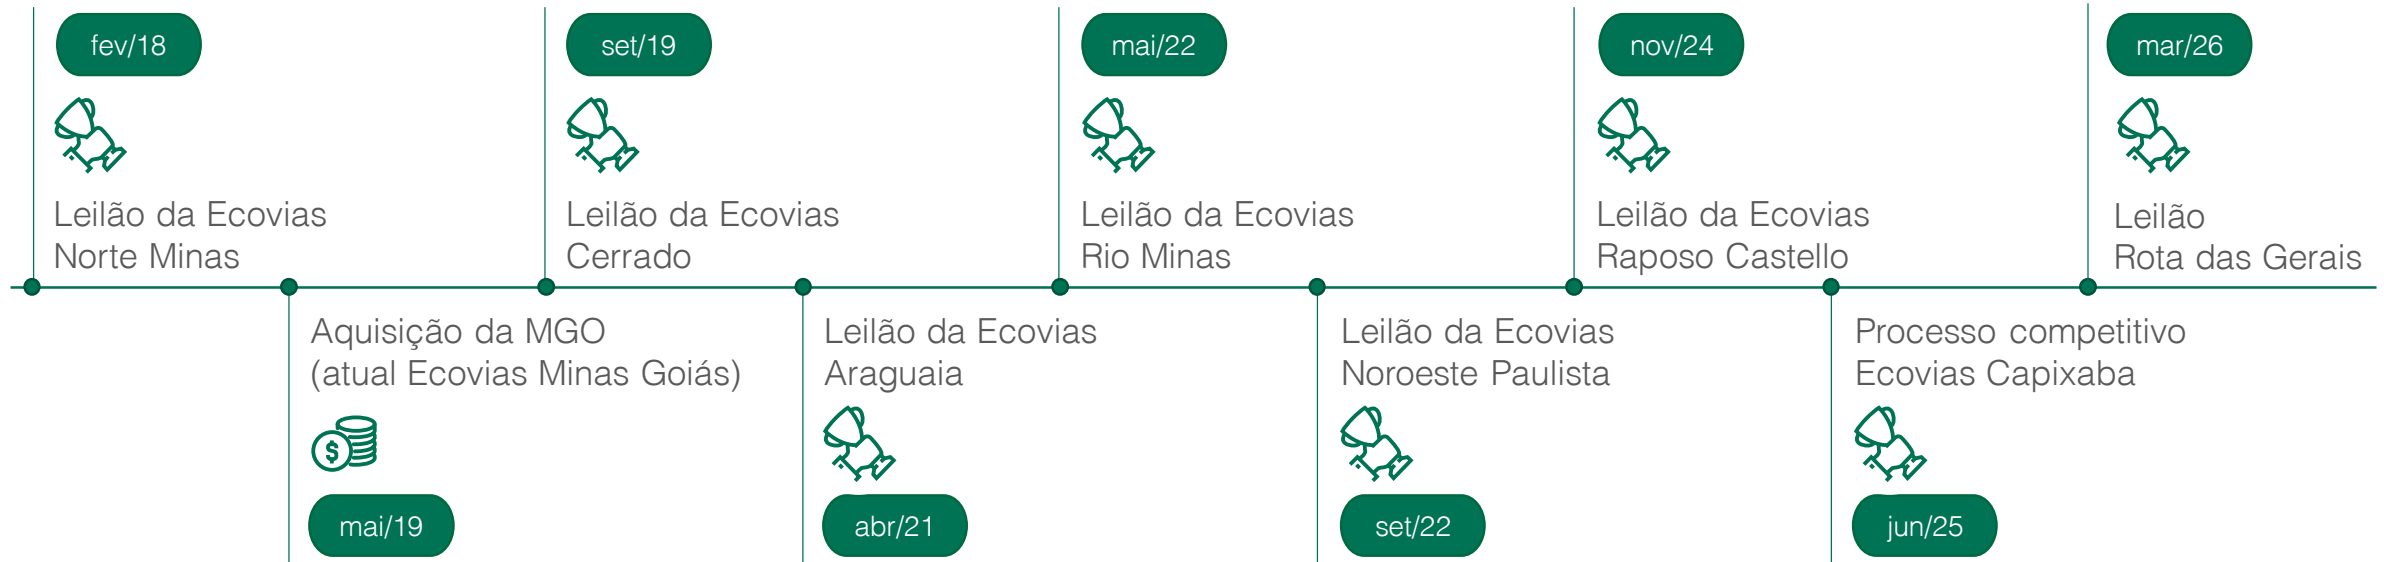 fev/18
Leilão da Ecovias
Norte Minas
Aquisição da MGO
(atual Ecovias Minas Goiás)
$
mai/19
set/19
Leilão da Ecovias
Cerrado
Leilão da Ecovias
Araguaia
abr/21
mai/22
Leilão da Ecovias
Rio Minas
Leilão da Ecovias
Noroeste Paulista
set/22
nov/24
Leilão da Ecovias
Raposo Castello
Processo competitivo
Ecovias Capixaba
jun/25
mar/26
Leilão
Rota das Gerais